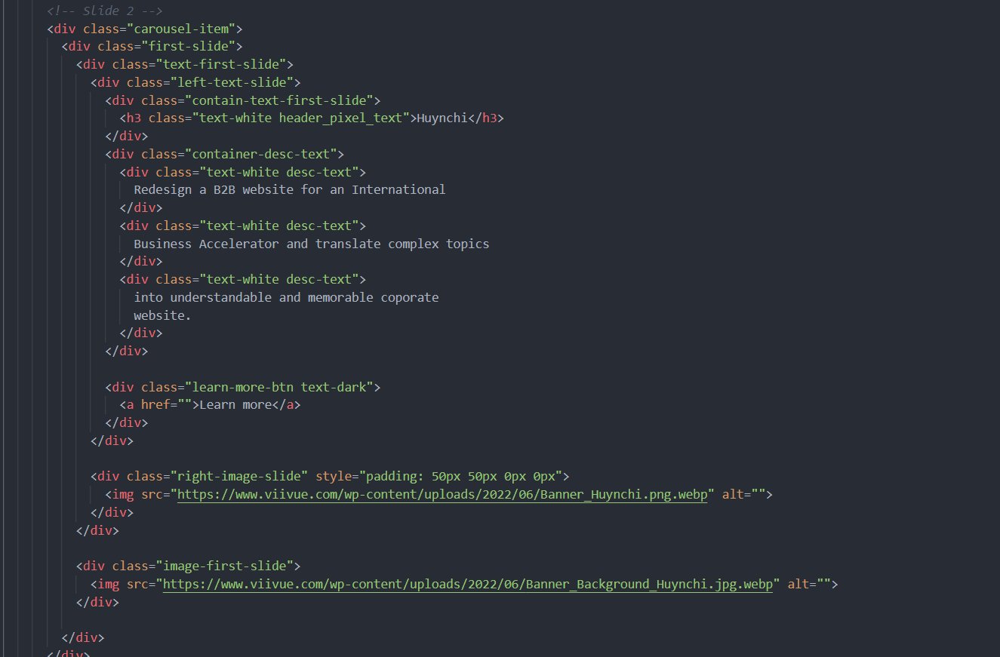 <!-- Slide 2 -->
<div class="carousel-item">
<div class="first-slide">
<div class="text-first-slide">
<div class="left-text-slide">
<div class="contain-text-first-slide">
<h3 class="text-white header_pixel_text">Huynchi</h3>
</div>
<div class="container-desc-text">
<div class="text-white desc-text">
Redesign a B2B website for an International
</div>
<div class="text-white desc-text">
Business Accelerator and translate complex topics
</div>
<div class="text-white desc-text">
into understandable and memorable coporate
website.
</div>
</div>
<div class="learn-more-btn text-dark">
<a href="">Learn more</a>
</div>
</div>
<div class="right-image-slide" style="padding: 50px 50px 0px 0px">
<img src="https://www.viivue.com/wp-content/uploads/2022/06/Banner_Huynchi.png.webp" alt="">
</div>
</div>
<div class="image-first-slide">
<img src="https://www.viivue.com/wp-content/uploads/2022/06/Banner_Background_Huynchi.jpg.webp" alt="">
</div>
</div>
</div>